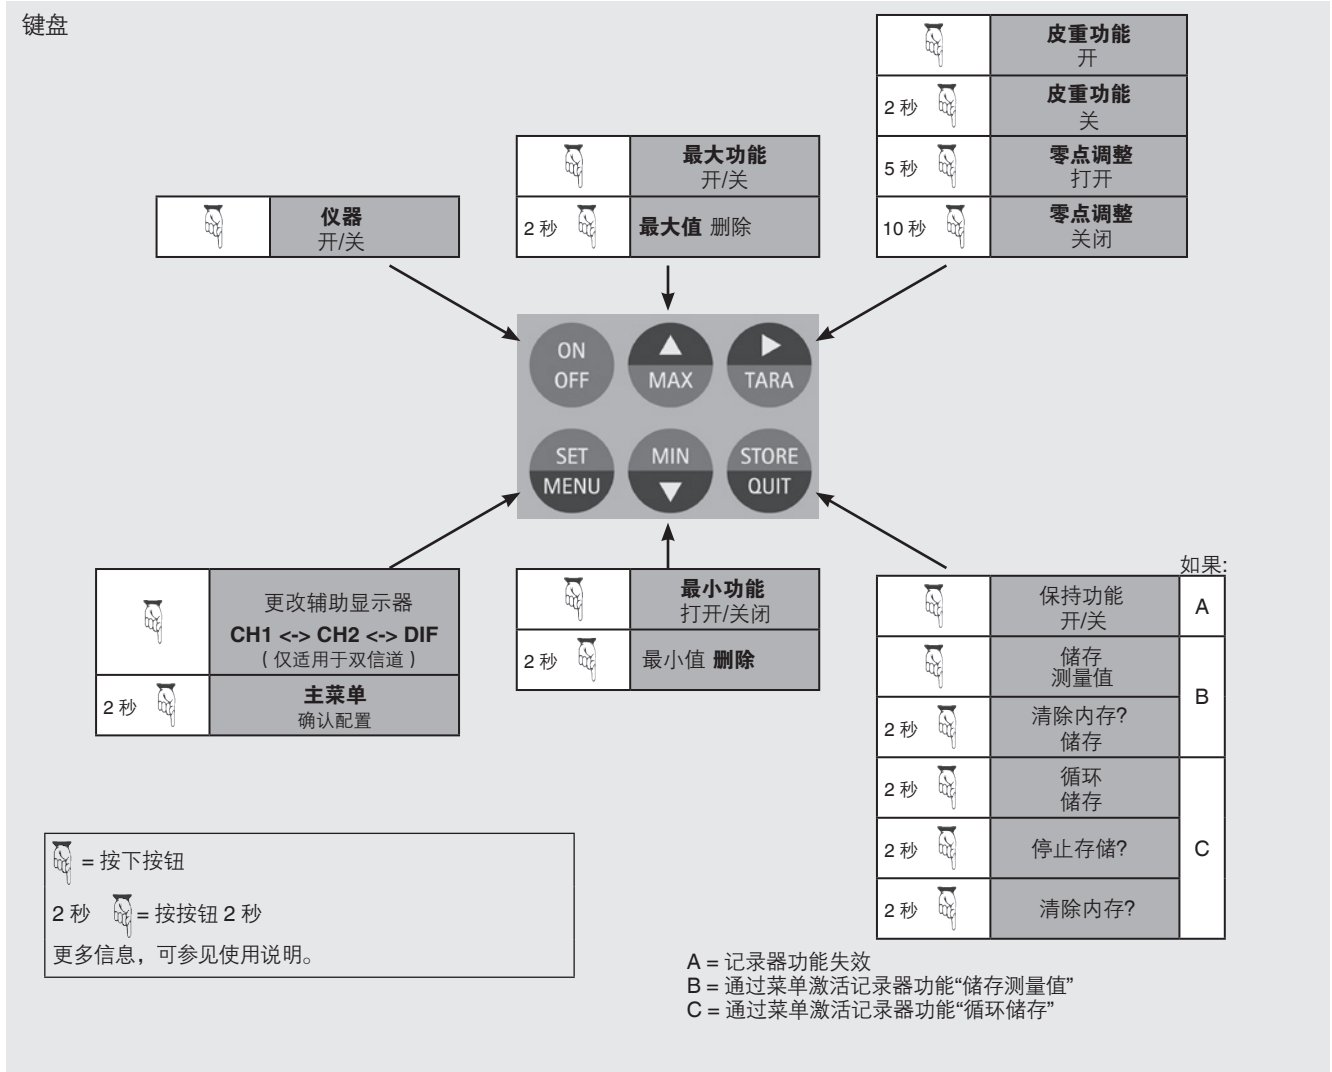 键盘
皮重功能
开
2 秒
皮重功能
关
5 秒
零点调整
打开
10 秒
零点调整
关闭
最大功能
开/关
2 秒
最大值 删除
仪器
开/关
ON
OFF
MAX
TARA
SET
MENU
MIN
STORE
QUIT
更改辅助显示器
CH1 <-> CH2 <-> DIF
( 仅适用于双信道 )
2 秒
主菜单
确认配置
最小功能
打开/关闭
2 秒
最小值 删除
如果:
保持功能
开/关
A
储存
测量值
B
2 秒
清除内存?
储存
2 秒
循环
储存
2 秒
停止存储?
C
2 秒
清除内存?
= 按下按钮
2 秒 = 按按钮 2 秒
更多信息，可参见使用说明。
A = 记录器功能失效
B = 通过菜单激活记录器功能“储存测量值”
C = 通过菜单激活记录器功能“循环储存”